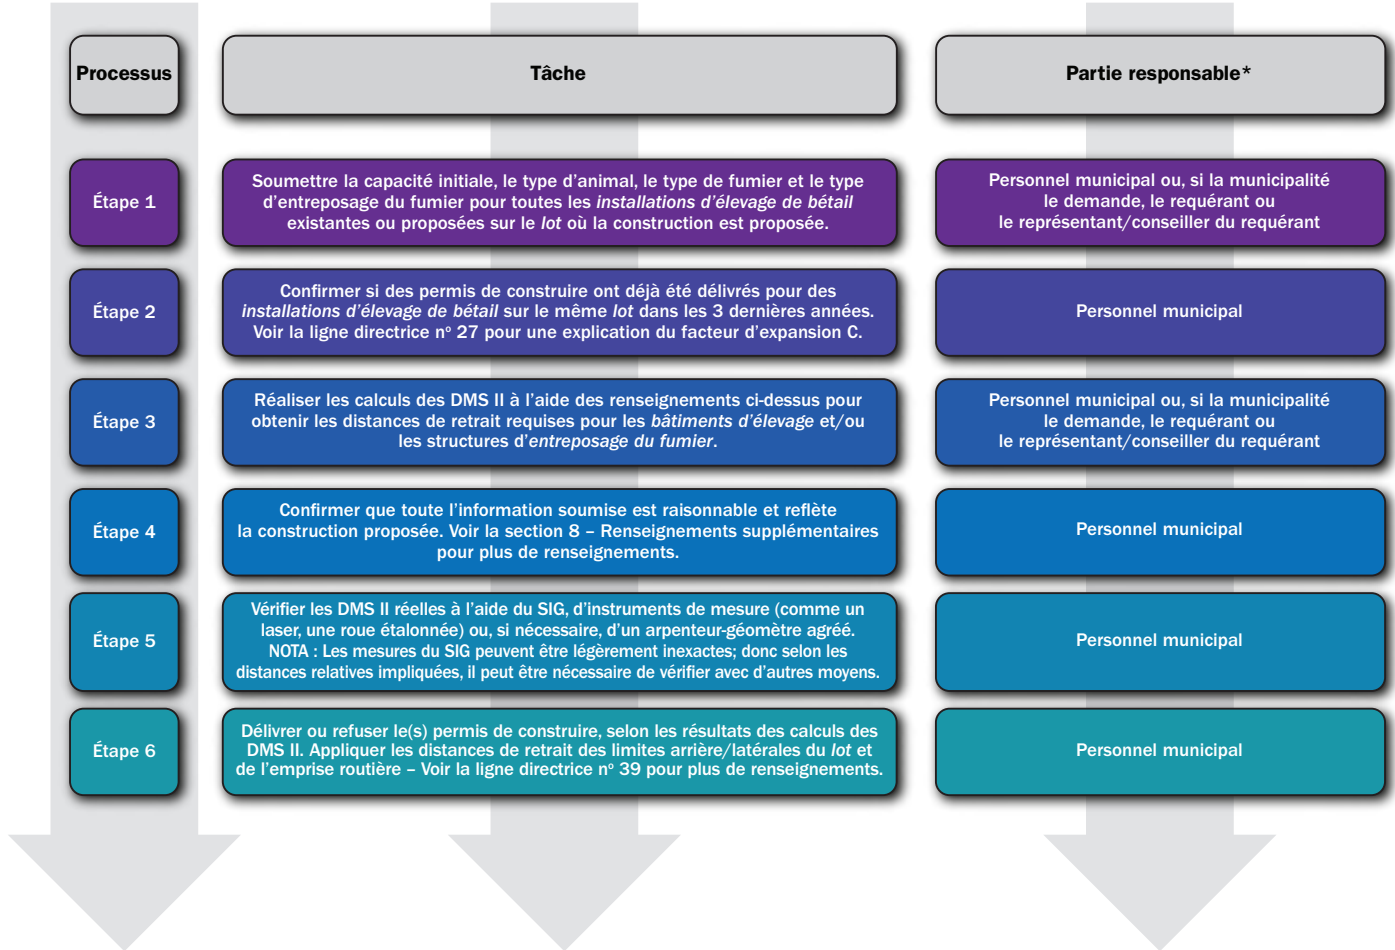 Processus
Tâche
Partie responsable*
Étape 1
Soumettre la capacité initiale, le type d’animal, le type de fumier et le type
d’entreposage du fumier pour toutes les installations d’élevage de bétail
existantes ou proposées sur le lot où la construction est proposée.
Personnel municipal ou, si la municipalité
le demande, le requérant ou
le représentant/conseiller du requérant
Étape 2
Confirmer si des permis de construire ont déjà été délivrés pour des
installations d’élevage de bétail sur le même lot dans les 3 dernières années.
Voir la ligne directrice nº 27 pour une explication du facteur d’expansion C.
Personnel municipal
Étape 3
Réaliser les calculs des DMS II à l’aide des renseignements ci-dessus pour
obtenir les distances de retrait requises pour les bâtiments d’élevage et/ou
les structures d’entreposage du fumier.
Personnel municipal ou, si la municipalité
le demande, le requérant ou
le représentant/conseiller du requérant
Étape 4
Confirmer que toute l’information soumise est raisonnable et reflète
la construction proposée. Voir la section 8 – Renseignements supplémentaires
pour plus de renseignements.
Personnel municipal
Étape 5
Vérifier les DMS II réelles à l’aide du SIG, d’instruments de mesure (comme un
laser, une roue étalonnée) ou, si nécessaire, d’un arpenteur-géomètre agréé.
NOTA : Les mesures du SIG peuvent être légèrement inexactes; donc selon les
distances relatives impliquées, il peut être nécessaire de vérifier avec d’autres moyens.
Personnel municipal
Étape 6
Délivrer ou refuser le(s) permis de construire, selon les résultats des calculs des
DMS II. Appliquer les distances de retrait des limites arrière/latérales du lot et
de l’emprise routière – Voir la ligne directrice nº 39 pour plus de renseignements.
Personnel municipal